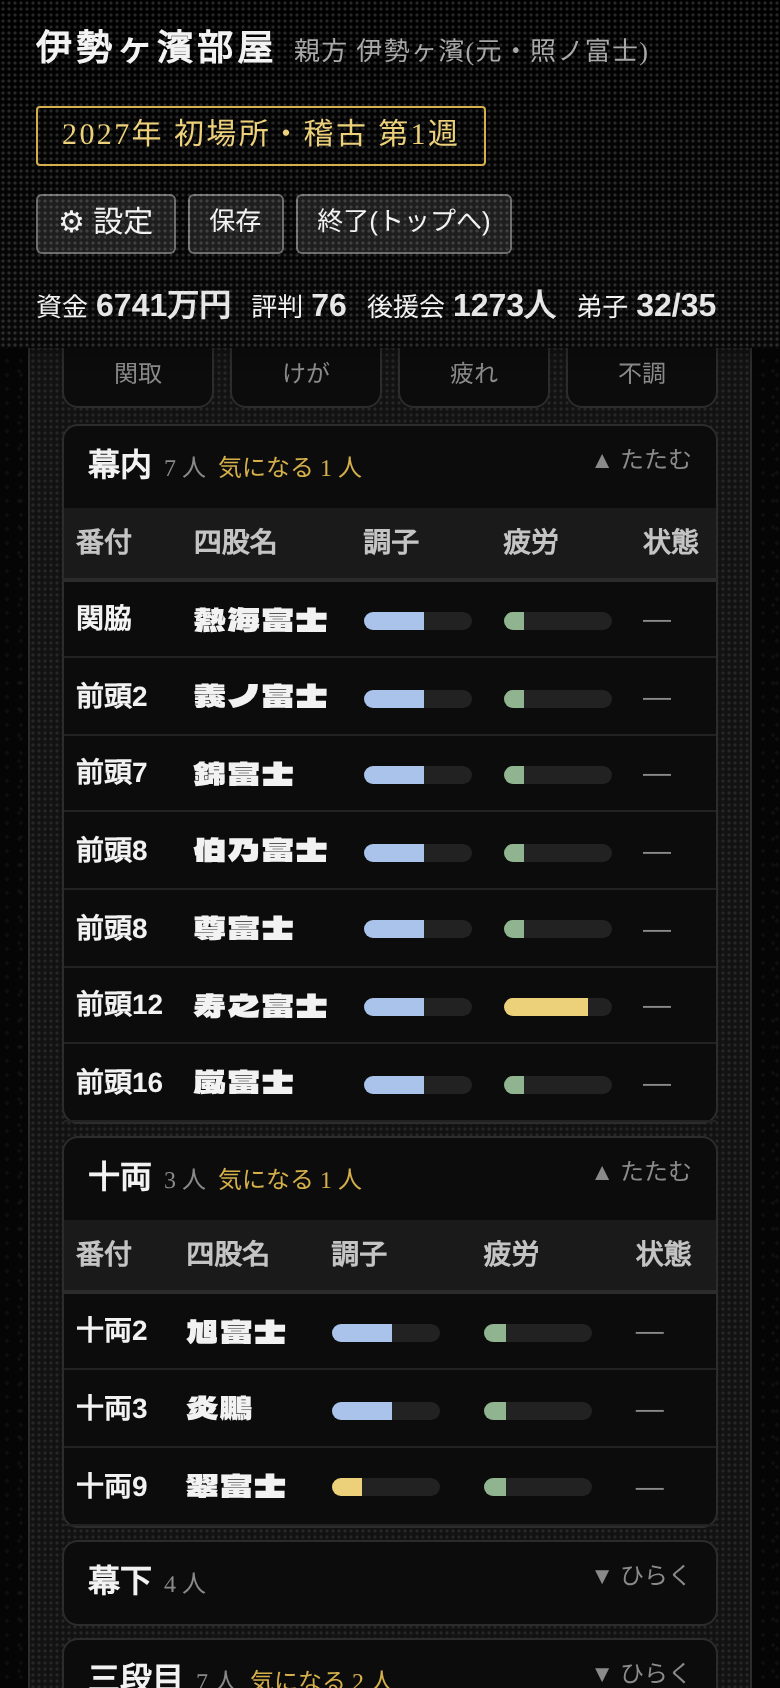 伊勢ヶ濱部屋 親方 伊勢ヶ濱(元・照ノ富士)
2027年 初場所・稽古 第1週
⚙ 設定 保存 終了(トップへ)
資金 6741万円 評判 76 後援会 1273人 弟子 32/35
関取 けが 疲れ 不調
幕内 7人 気になる1人 ▲ たたむ
番付 四股名 調子 疲労 状態
関脇 熱海富士 —
前頭2 義ノ富士 —
前頭7 錦富士 —
前頭8 伯乃富士 —
前頭8 尊富士 —
前頭12 寿之富士 —
前頭16 嵐富士 —
十両 3人 気になる1人 ▲ たたむ
番付 四股名 調子 疲労 状態
十両2 旭富士 —
十両3 炎鵬 —
十両9 翠富士 —
幕下 4人 ▼ ひらく
三段目 7人 気になる2人 ▼ ひらく